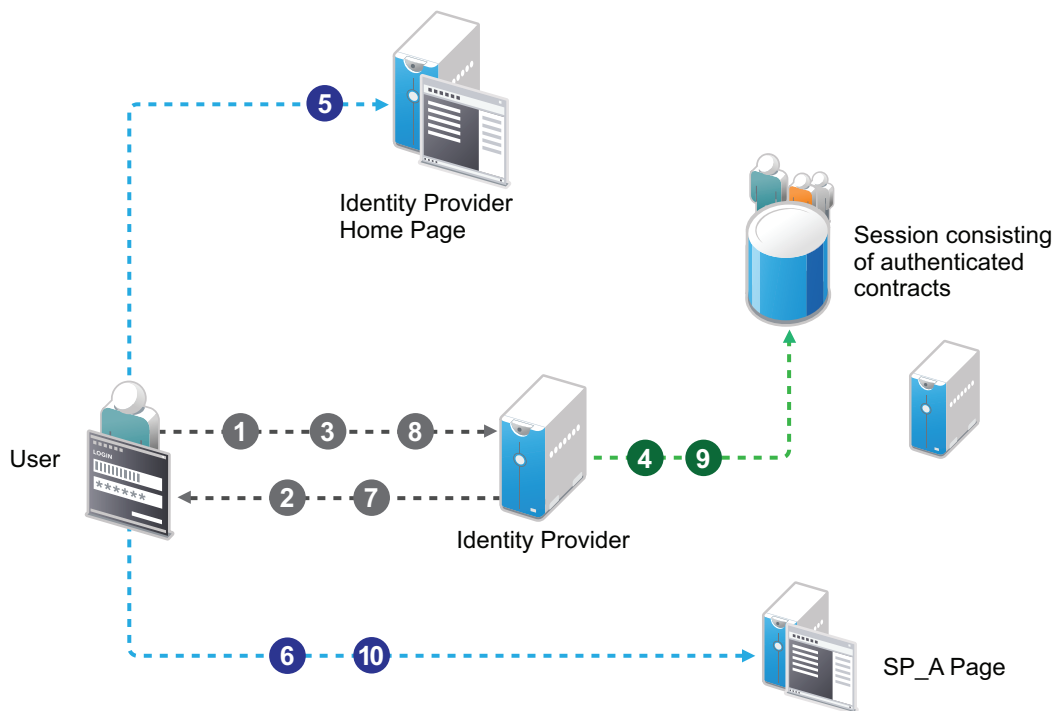 5
Identity Provider
Home Page
Session consisting
of authenticated
contracts
User
LOGIN
******
1
3
8
2
7
4
9
Identity Provider
6
10
SP_A Page